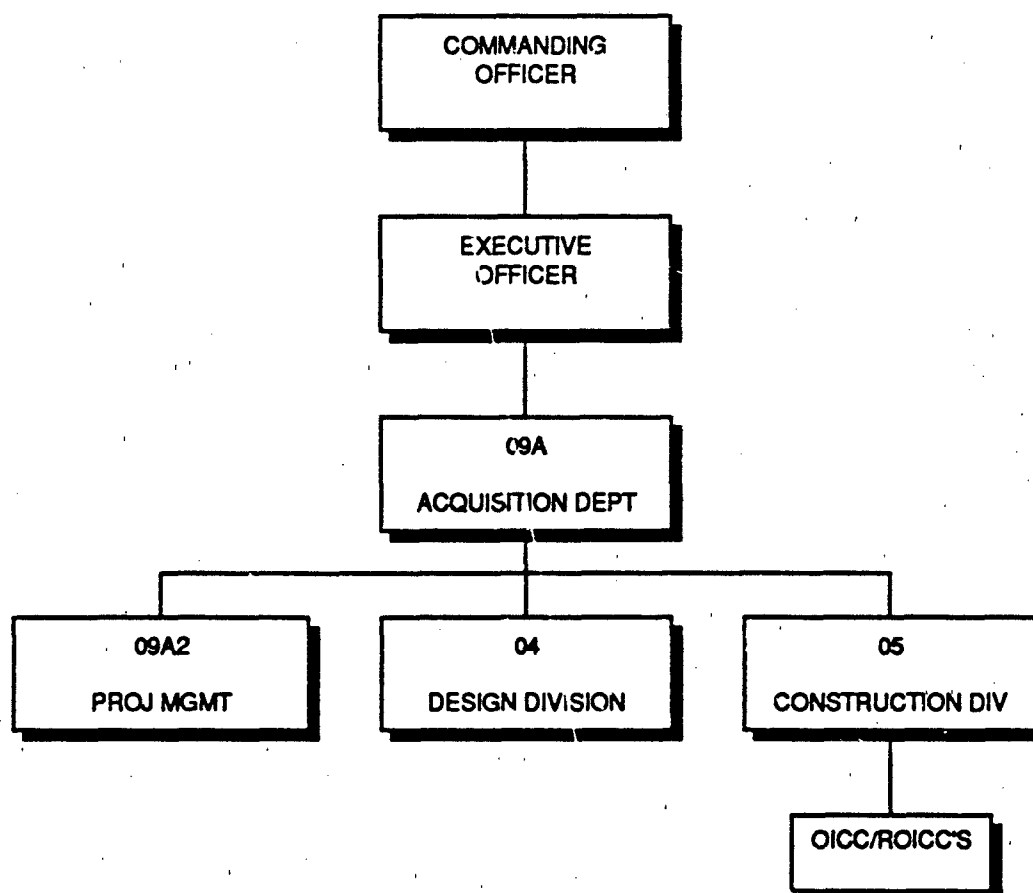 COMMANDING
OFFICER
EXECUTIVE
OFFICER
09A
ACQUISITION DEPT
09A2
PROJ MGMT
04
DESIGN DIVISION
05
CONSTRUCTION DIV
OICC/ROICC'S